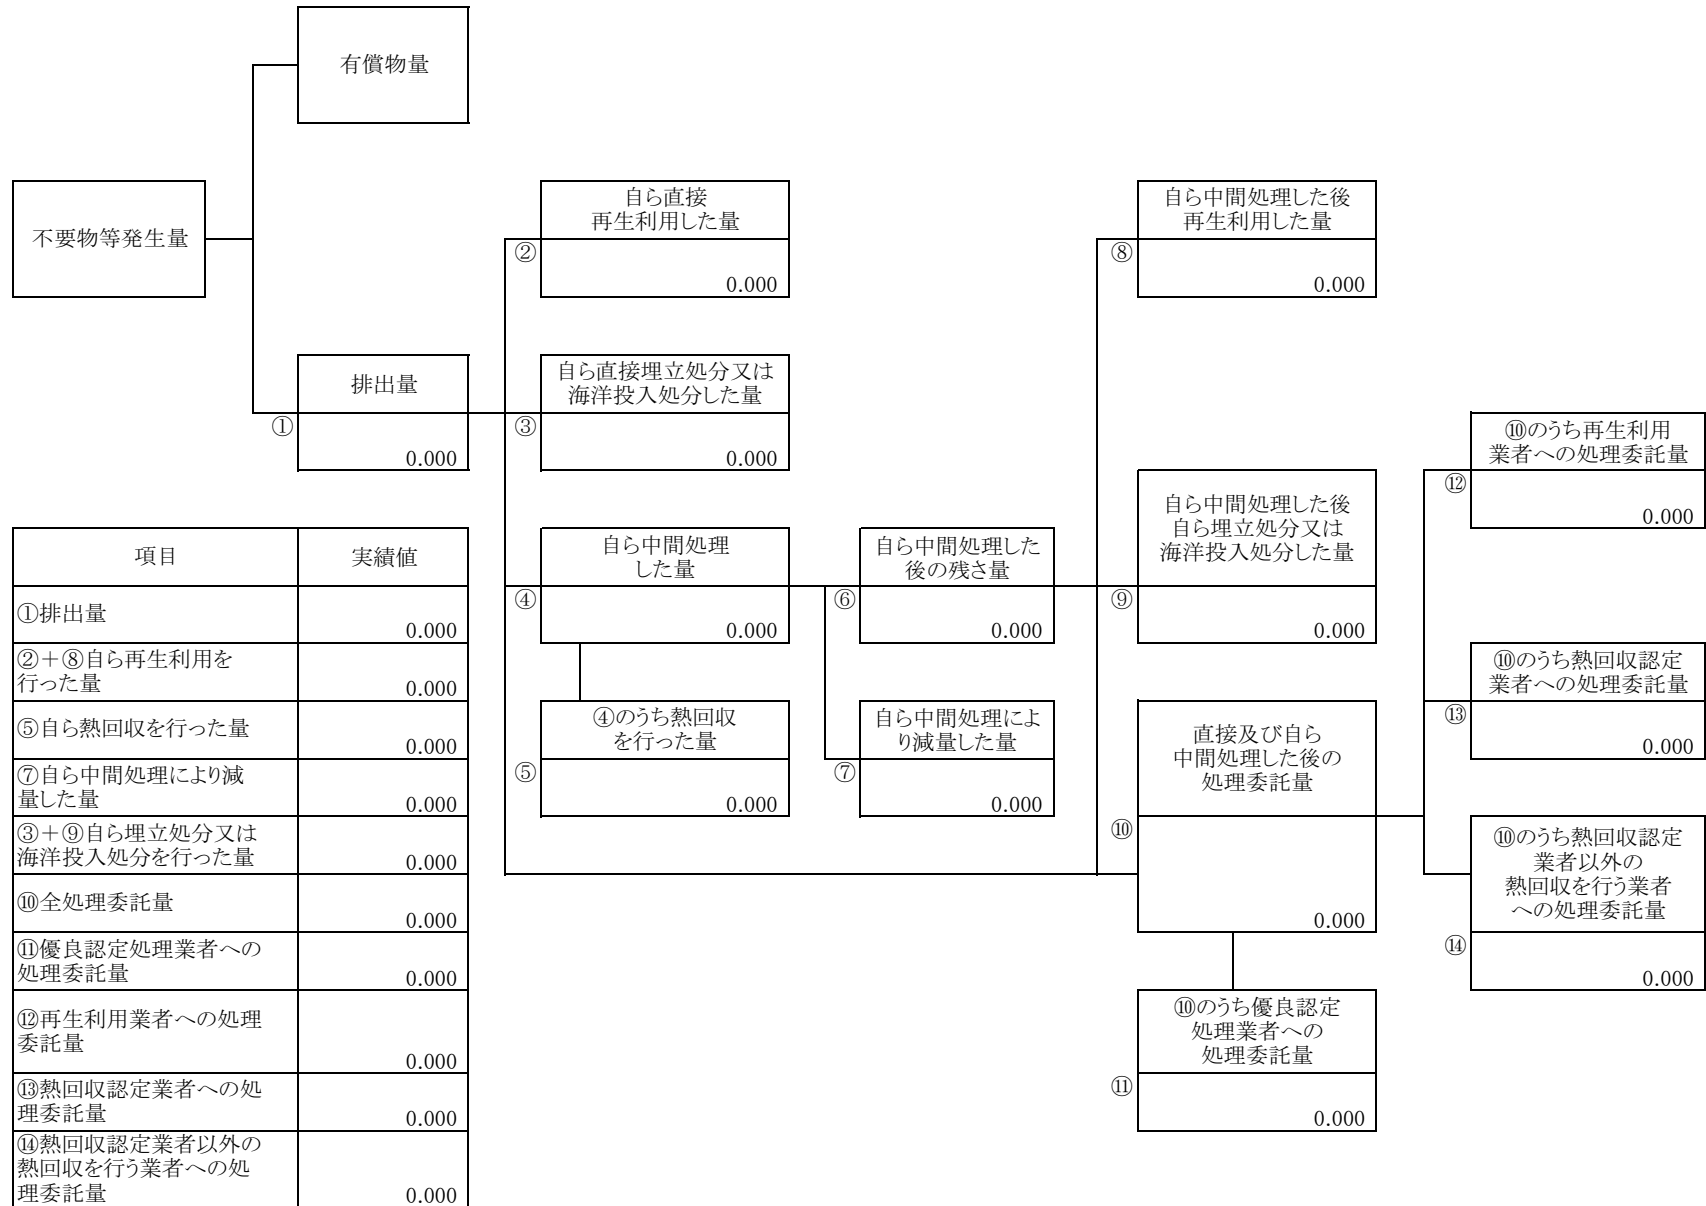 有償物量
不要物等発生量
自ら直接
再生利用した量
②
0.000
自ら中間処理した後
再生利用した量
⑧
0.000
排出量
①
0.000
自ら直接埋立処分又は
海洋投入処分した量
③
0.000
⑩のうち再生利用
業者への処理委託量
⑫
0.000
自ら中間処理
した量
④
0.000
自ら中間処理した
後の残さ量
⑥
0.000
自ら中間処理した後
自ら埋立処分又は
海洋投入処分した量
⑨
0.000
⑩のうち熱回収認定
業者への処理委託量
⑬
0.000
④のうち熱回収
を行った量
⑤
0.000
自ら中間処理によ
り減量した量
⑦
0.000
直接及び自ら
中間処理した後の
処理委託量
⑩
0.000
⑩のうち熱回収認定
業者以外の
熱回収を行う業者
への処理委託量
⑭
0.000
⑩のうち優良認定
処理業者への
処理委託量
⑪
0.000
項目
実績値
①排出量
0.000
②＋⑧自ら再生利用を
行った量
0.000
⑤自ら熱回収を行った量
0.000
⑦自ら中間処理により減
量した量
0.000
③＋⑨自ら埋立処分又は
海洋投入処分を行った量
0.000
⑩全処理委託量
0.000
⑪優良認定処理業者への
処理委託量
0.000
⑫再生利用業者への処理
委託量
0.000
⑬熱回収認定業者への処
理委託量
0.000
⑭熱回収認定業者以外の
熱回収を行う業者への処
理委託量
0.000